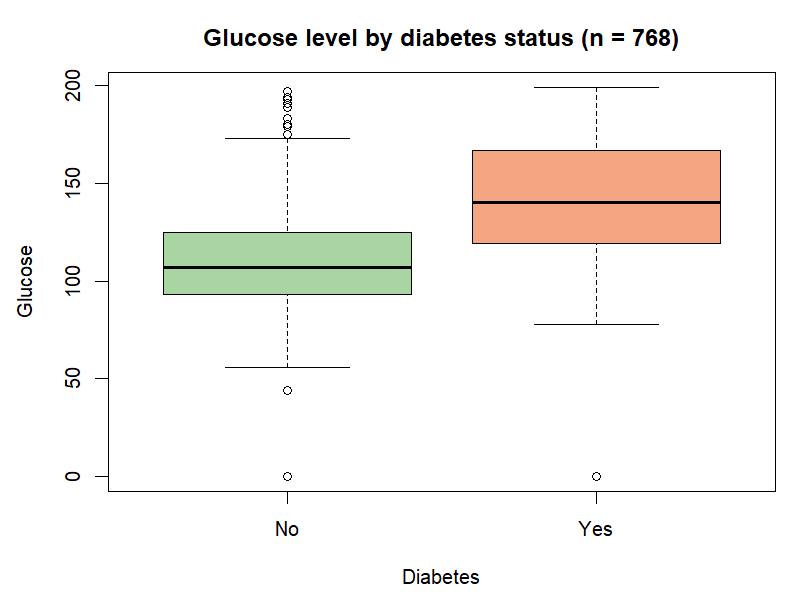 Glucose level by diabetes status (n = 768)
200
150
100
50
0
Glucose
No
Yes
Diabetes